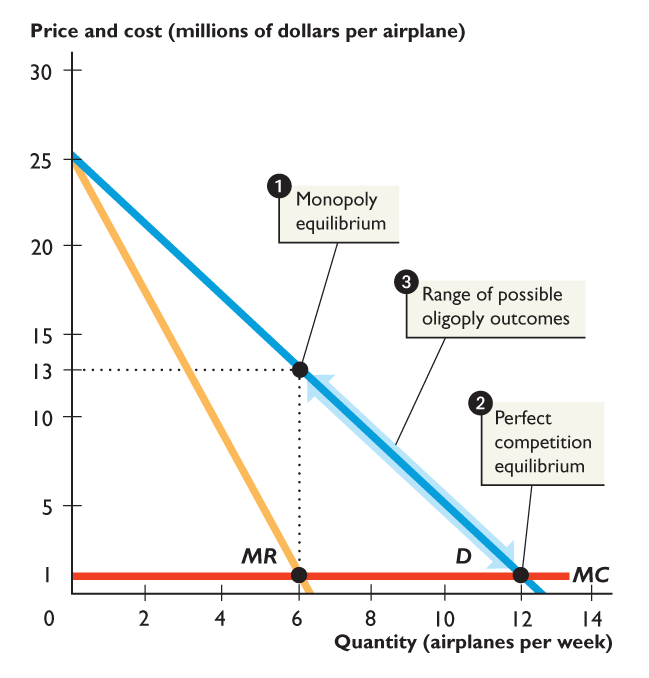 Price and cost (millions of dollars per airplane)
30
25
20
15
13
10
5
1
0
2
4
6
8
10
12
14
Quantity (airplanes per week)
1
Monopoly
equilibrium
3
Range of possible
oligoply outcomes
2
Perfect
competition
equilibrium
MR
D
MC